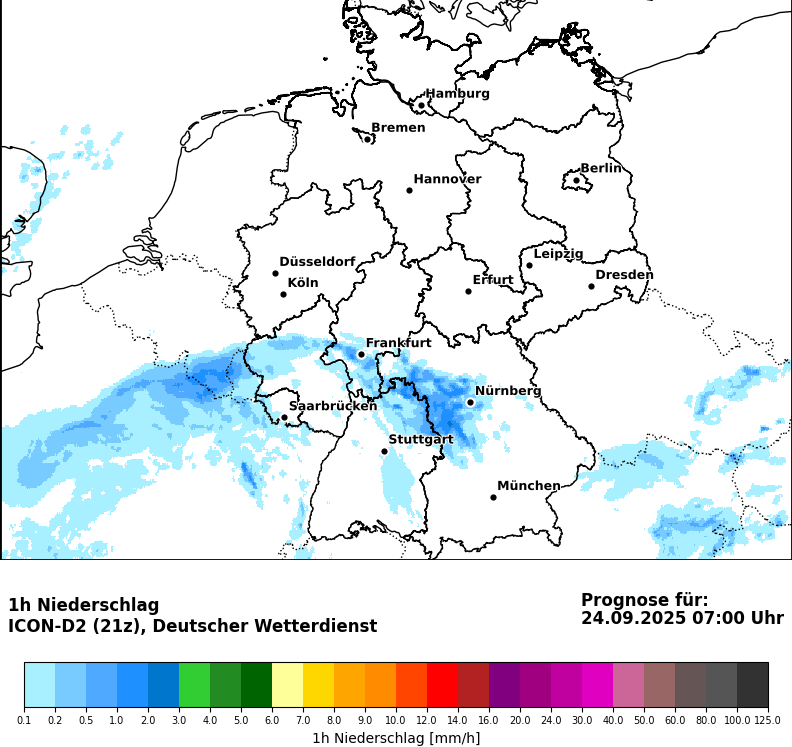 Hamburg
Bremen
Berlin
Hannover
Leipzig
Düsseldorf
Dresden
Köln
Erfurt
Frankfurt
Nürnberg
Saarbrücken
Stuttgart
München
1h Niederschlag
ICON-D2 (21z), Deutscher Wetterdienst
Prognose für:
24.09.2025 07:00 Uhr
0.1 0.2 0.5 1.0 2.0 3.0 4.0 5.0 6.0 7.0 9.0 10.0 12.0 14.0 16.0 20.0 24.0 30.0 40.0 50.0 60.0 80.0 100.0 125.0
1h Niederschlag [mm/h]